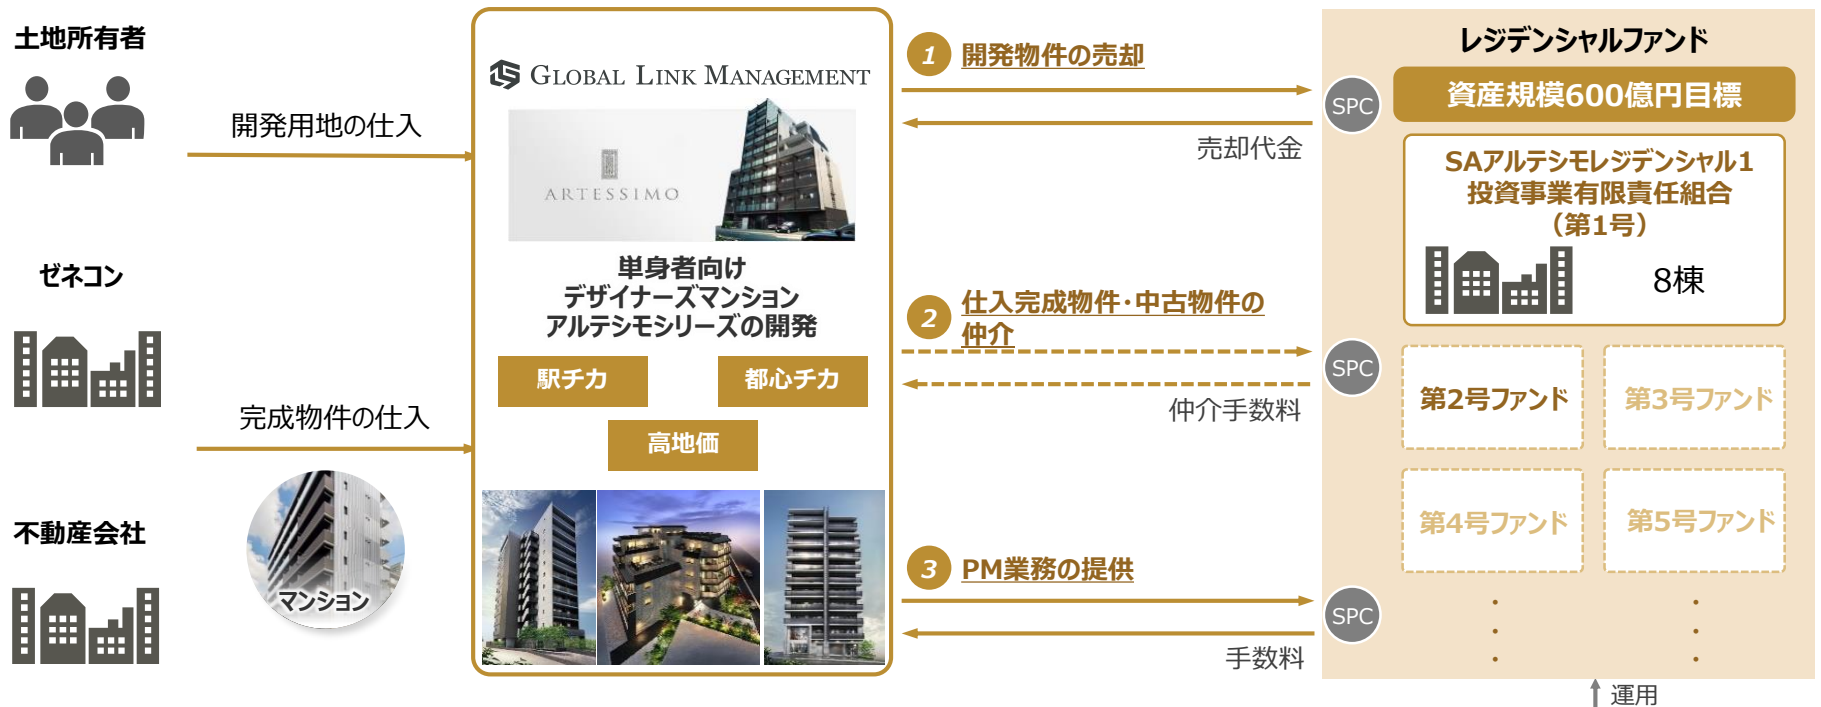 土地所有者
開発用地の仕入
ゼネコン
完成物件の仕入
不動産会社
マンション
GLOBAL LINK MANAGEMENT
ARTESSIMO
単身者向け
デザイナーズマンション
アルテシモシリーズの開発
駅チカ
都心チカ
高地価
1 開発物件の売却
売却代金
2 仕入完成物件・中古物件の
仲介
仲介手数料
3 PM業務の提供
手数料
SPC
SPC
SPC
レジデンシャルファンド
資産規模600億円目標
SAアルテシモレジデンシャル1
投資事業有限責任組合
（第1号）
8棟
第2号ファンド
第3号ファンド
第4号ファンド
第5号ファンド
運用